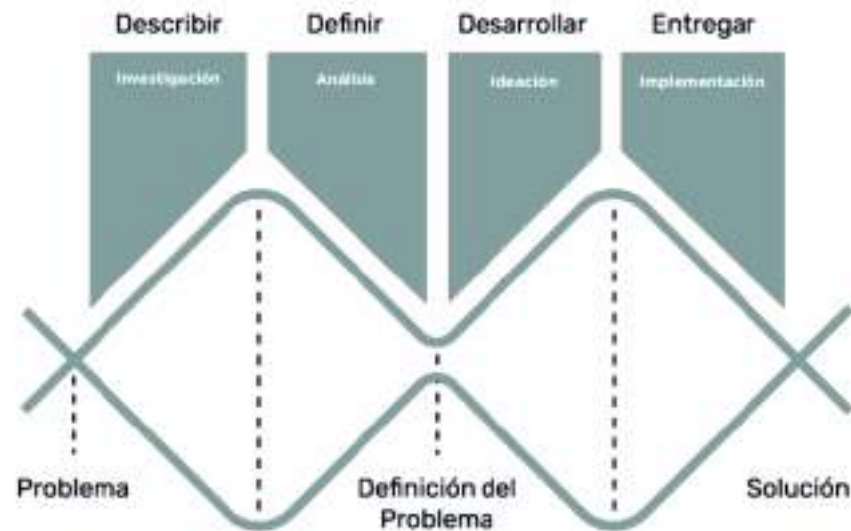 Describir
Definir
Desarrollar
Entregar
Investigación
Análisis
Ideación
Implementación
Problema
Definición del
Problema
Solución